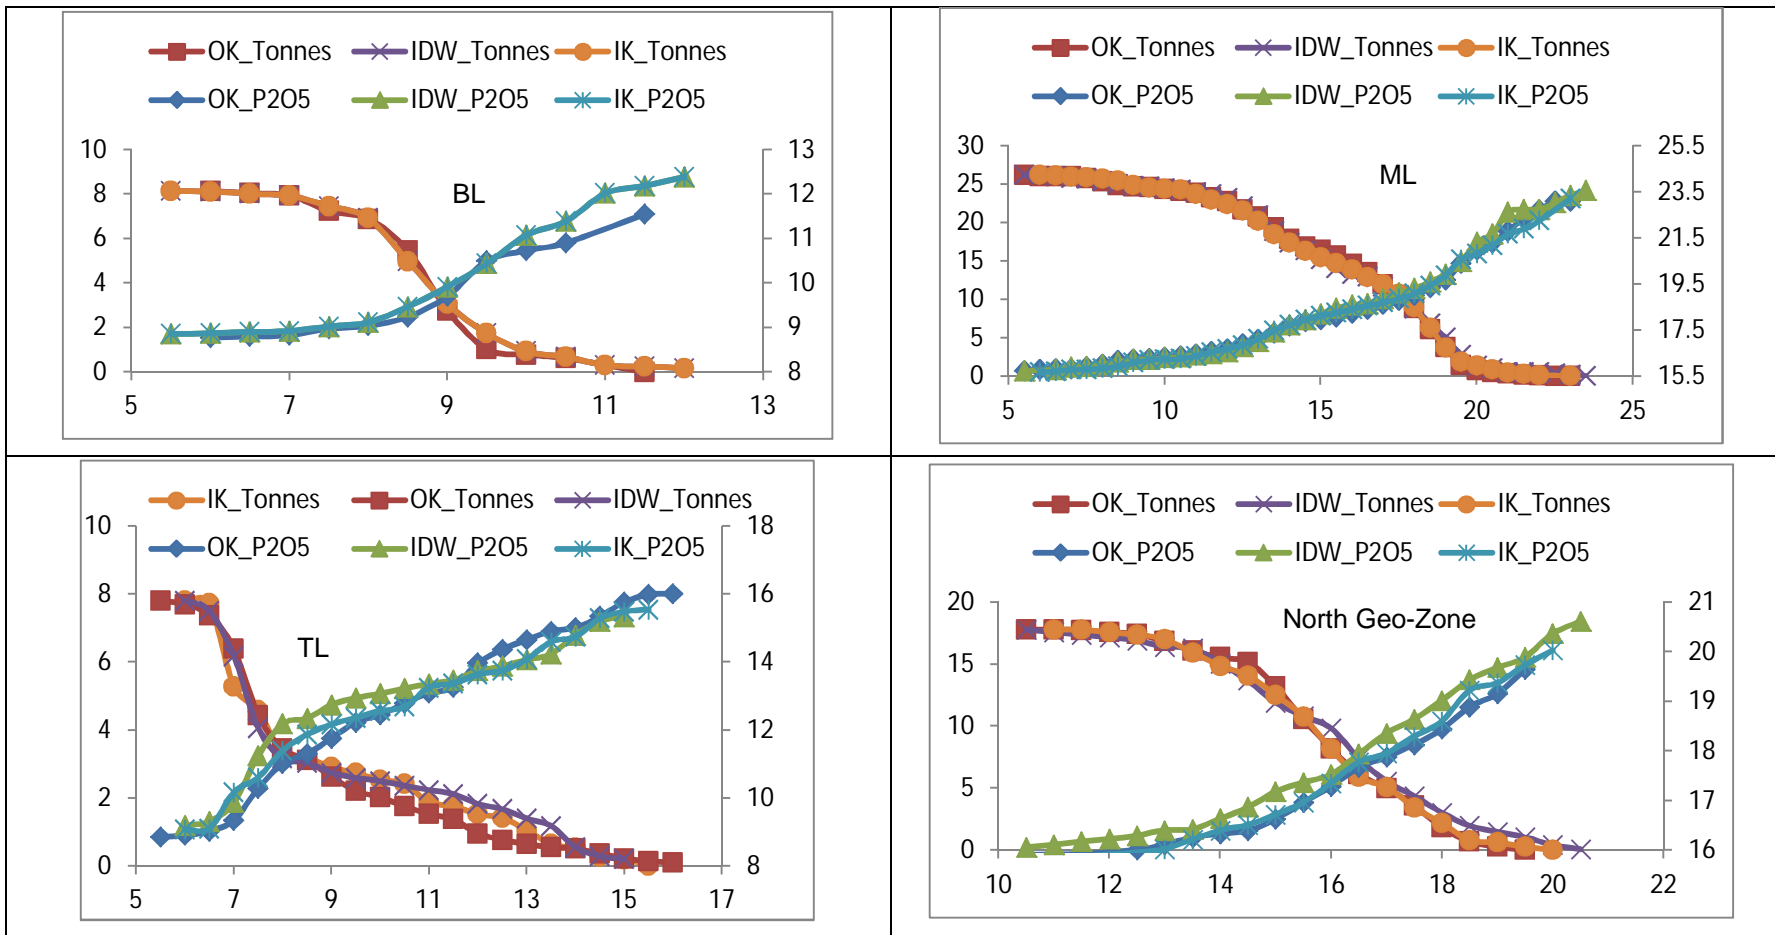 OK_Tonnes IDW_Tonnes IK_Tonnes
OK_P2O5 IDW_P2O5 IK_P2O5
10 13
8 BL 12
6 11
4 10
2 9
0 8
5 7 9 11 13
OK_Tonnes IDW_Tonnes IK_Tonnes
OK_P2O5 IDW_P2O5 IK_P2O5
30 25.5
25 ML 23.5
20 21.5
15
10 19.5
5 17.5
0 15.5
5 10 15 20 25
IK_Tonnes OK_Tonnes IDW_Tonnes
10 18
OK_P2O5 IDW_P2O5 IK_P2O5
8 16
TL
6 14
4 12
2 10
0 8
5 7 9 11 13 15 17
OK_Tonnes IDW_Tonnes IK_Tonnes
OK_P2O5 IDW_P2O5 IK_P2O5
20 21
North Geo-Zone
15 20
19
10 18
5 17
0 16
10 12 14 16 18 20 22